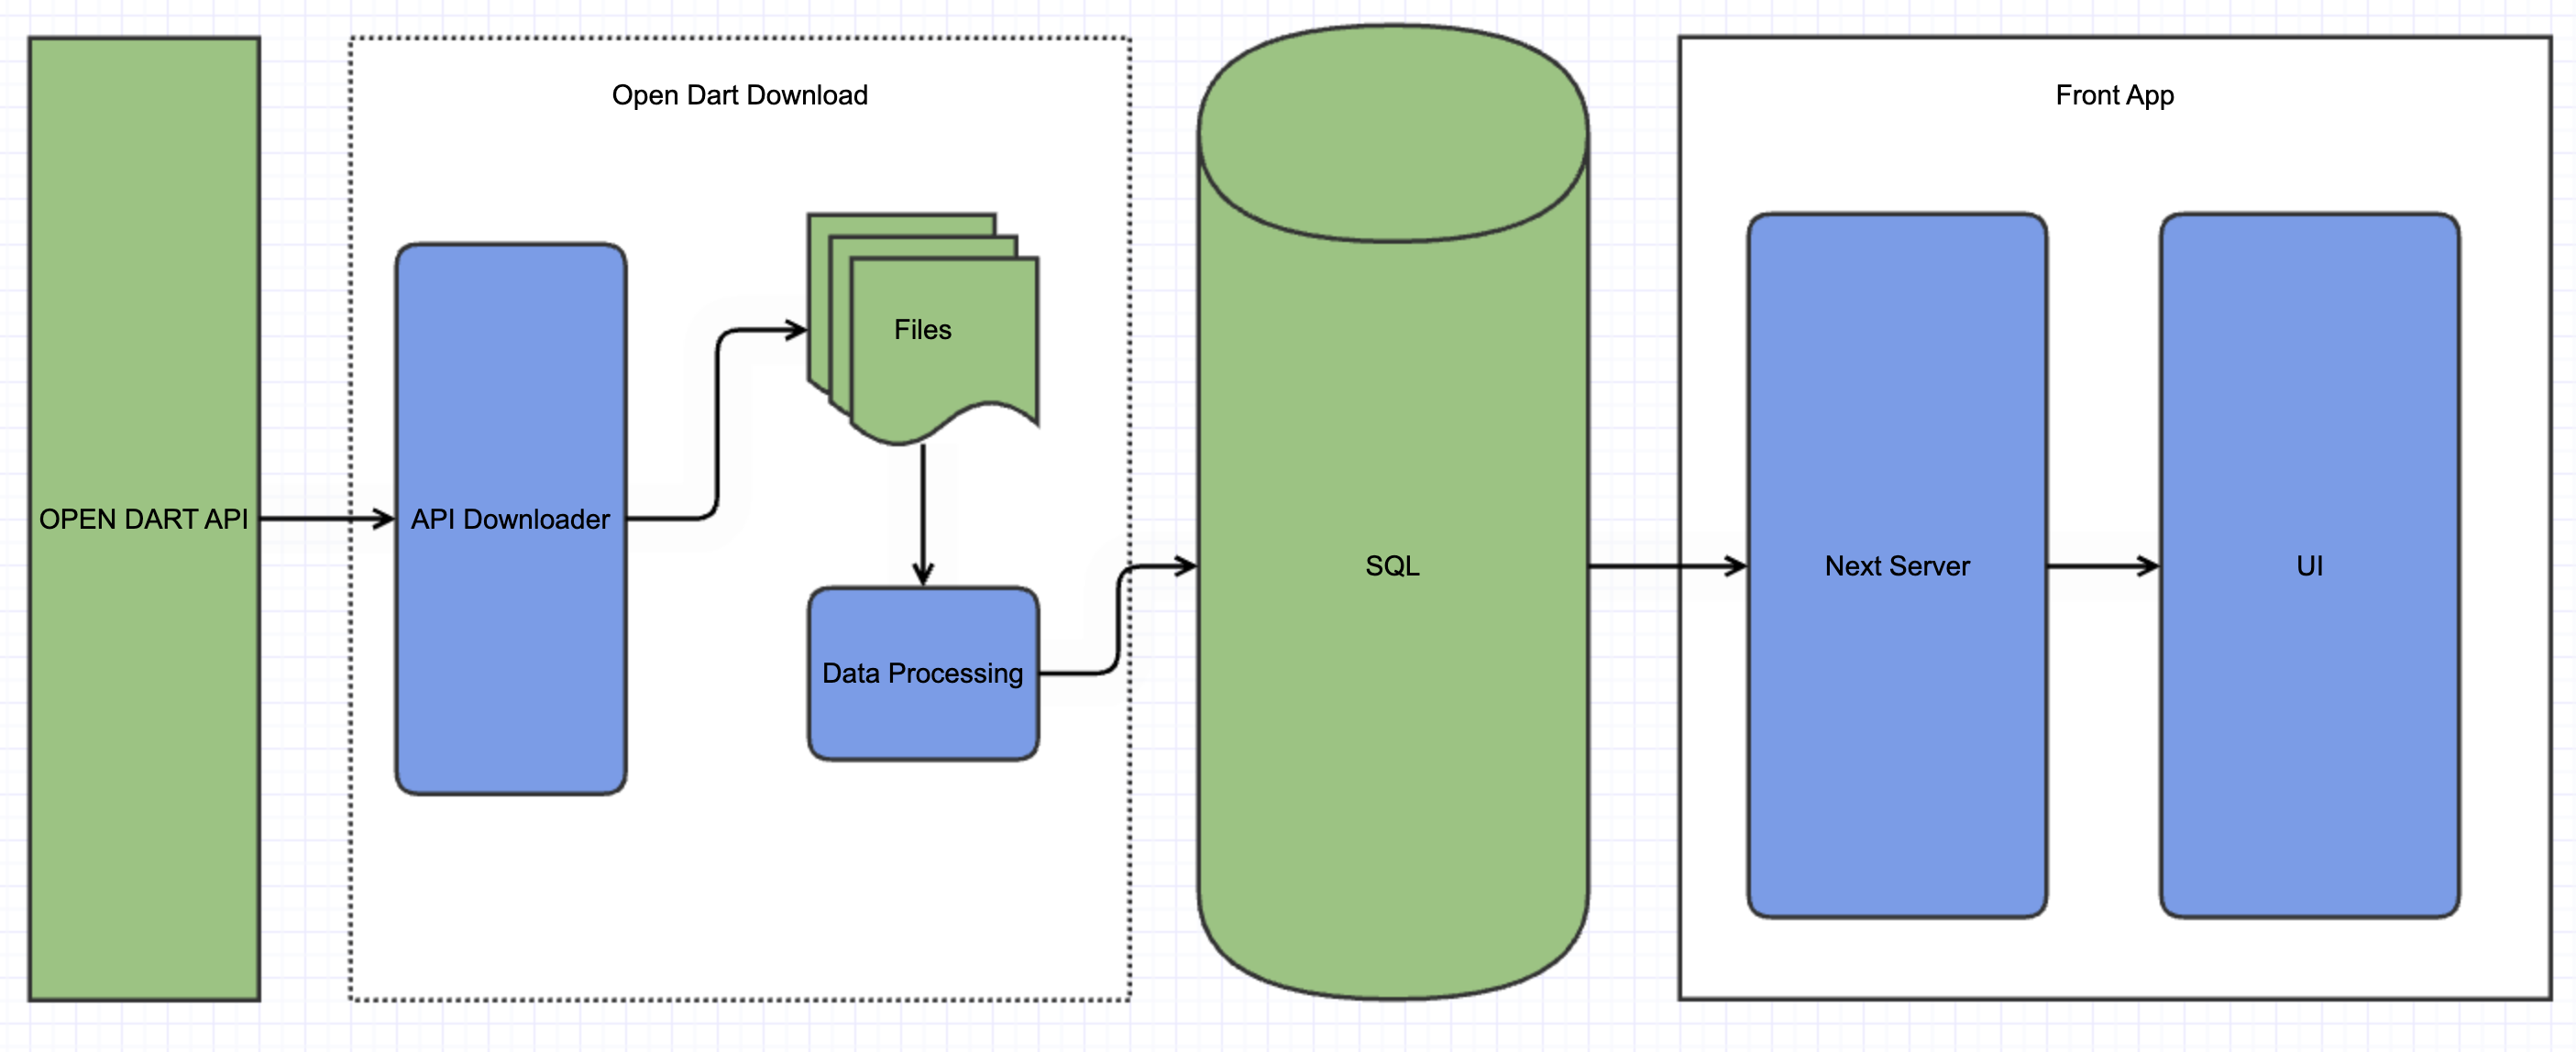 OPEN DART API
Open Dart Download
API Downloader
Files
Data Processing
SQL
Front App
Next Server
UI